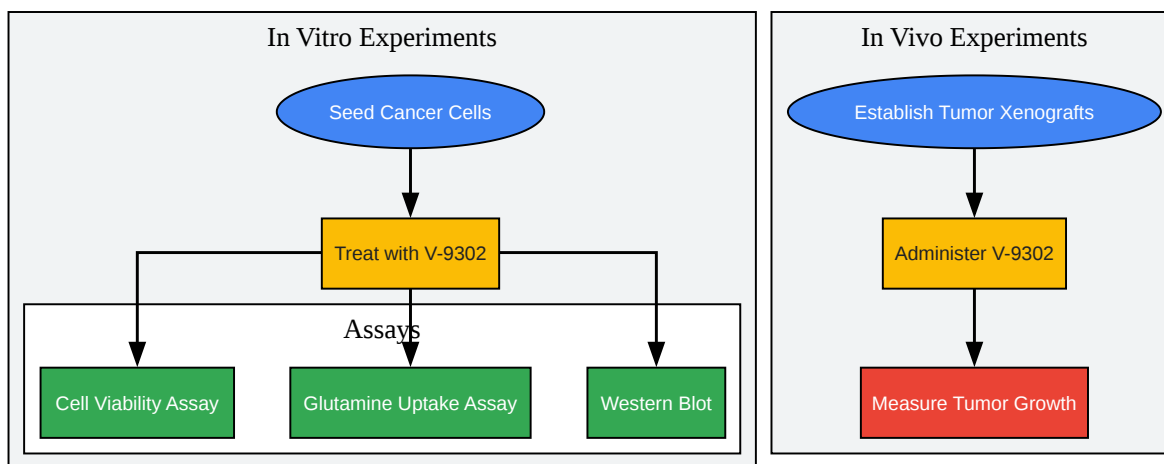 In Vitro Experiments
Seed Cancer Cells
Treat with V-9302
Assays
Cell Viability Assay
Glutamine Uptake Assay
Western Blot
In Vivo Experiments
Establish Tumor Xenografts
Administer V-9302
Measure Tumor Growth